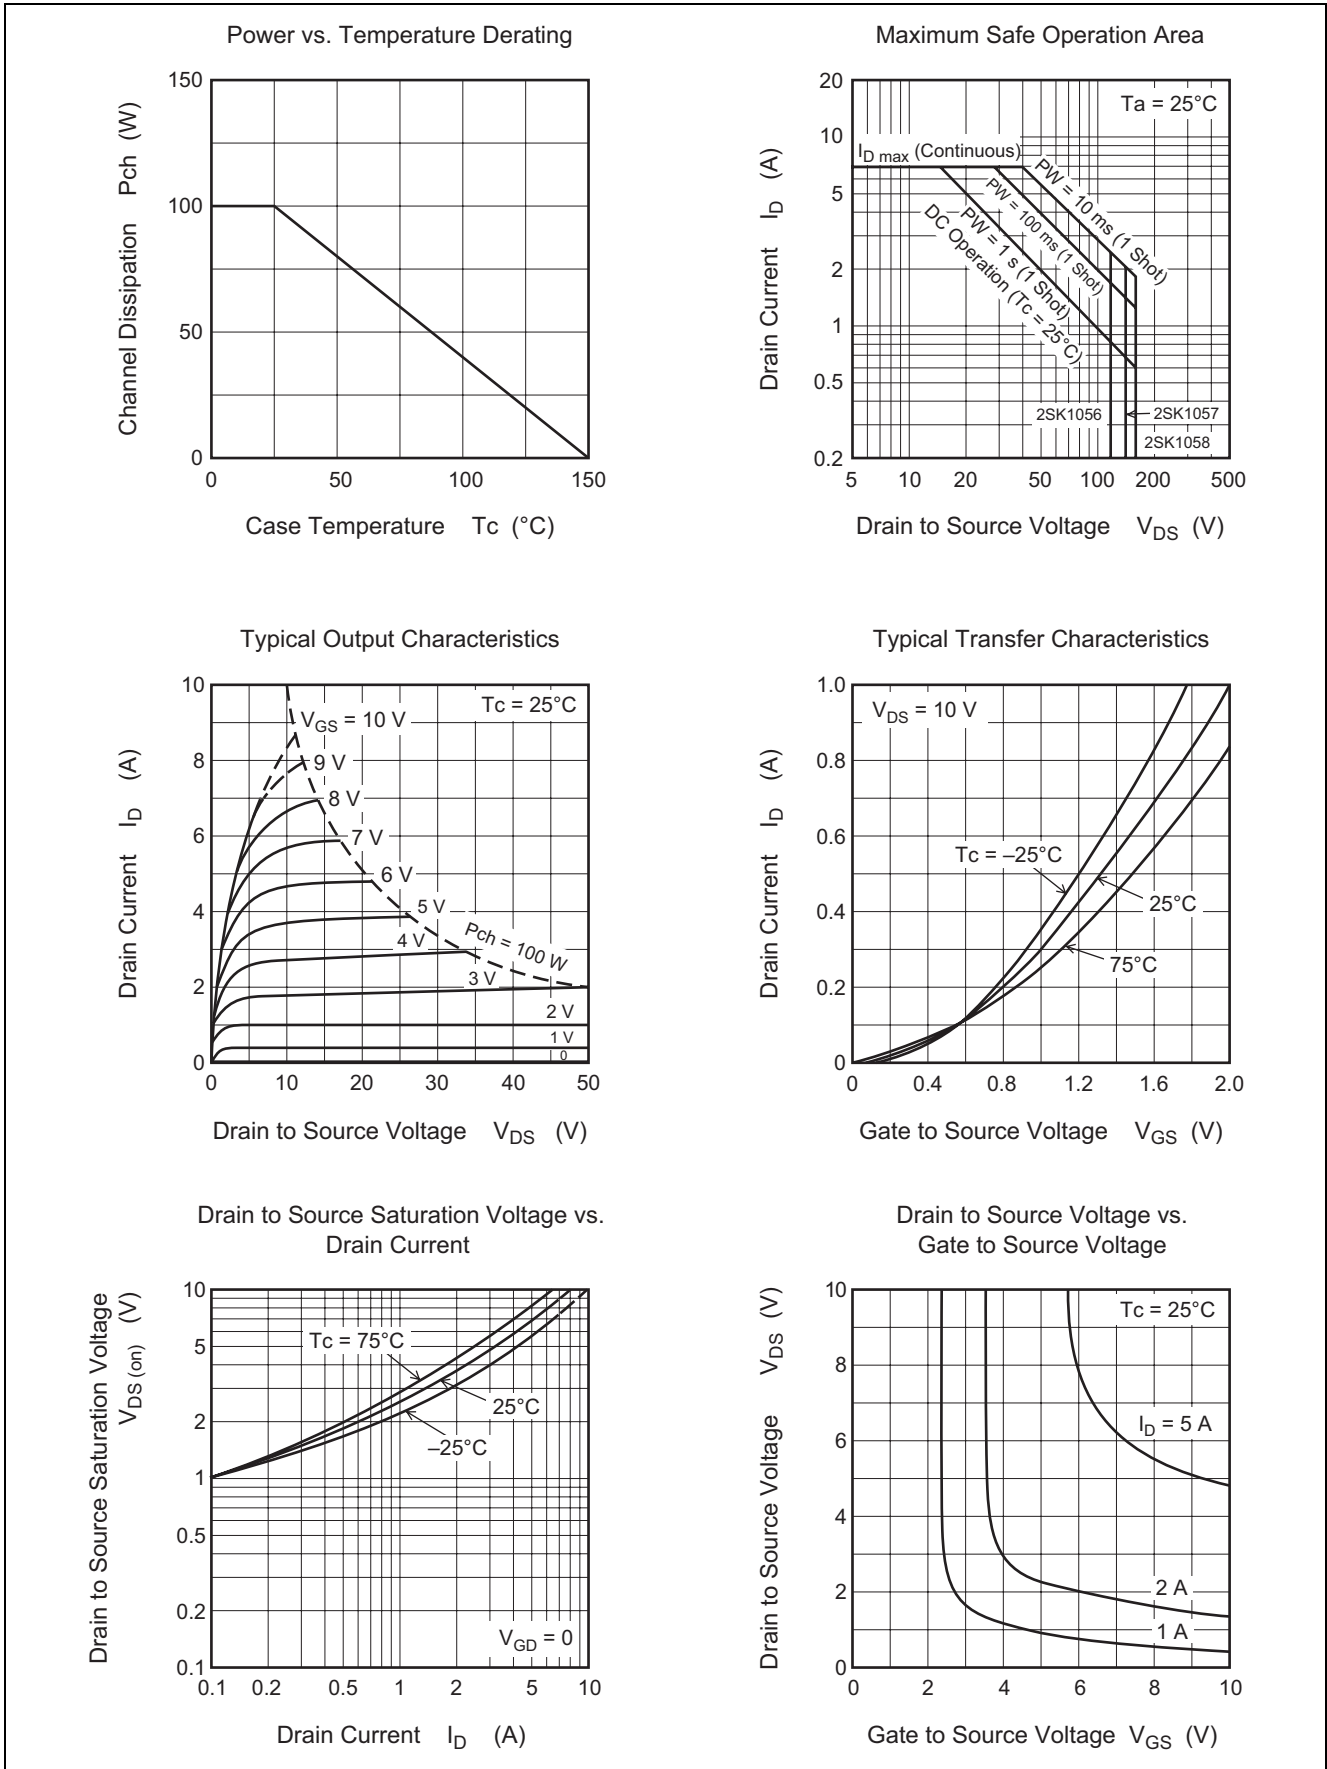 Power vs. Temperature Derating
150
100
50
0
0
50
100
150
Channel Dissipation Pch (W)
Case Temperature Tc (°C)
Maximum Safe Operation Area
20
10
5
2
1
0.5
0.2
5
10
20
50
100
200
500
Ta = 25°C
ID max (Continuous)
PW = 10 ms (1 Shot)
PW = 100 ms (1 Shot)
PW = 1 s (1 Shot)
DC Operation (Tc = 25°C)
2SK1056
2SK1057
2SK1058
Drain Current ID (A)
Drain to Source Voltage VDS (V)
Typical Output Characteristics
10
8
6
4
2
0
0
10
20
30
40
50
Tc = 25°C
VGS = 10 V
9 V
8 V
7 V
6 V
5 V
4 V
Pch = 100 W
3 V
2 V
1 V
0
Drain Current ID (A)
Drain to Source Voltage VDS (V)
Typical Transfer Characteristics
1.0
0.8
0.6
0.4
0.2
0
0
0.4
0.8
1.2
1.6
2.0
VDS = 10 V
Tc = –25°C
25°C
75°C
Drain Current ID (A)
Gate to Source Voltage VGS (V)
Drain to Source Saturation Voltage vs.
Drain Current
10
5
2
1
0.5
0.2
0.1
0.1
0.2
0.5
1
2
5
10
Tc = 75°C
25°C
–25°C
VGD = 0
Drain to Source Saturation Voltage
VDS (on) (V)
Drain Current ID (A)
Drain to Source Voltage vs.
Gate to Source Voltage
10
8
6
4
2
0
0
2
4
6
8
10
Tc = 25°C
ID = 5 A
2 A
1 A
Drain to Source Voltage VDS (V)
Gate to Source Voltage VGS (V)